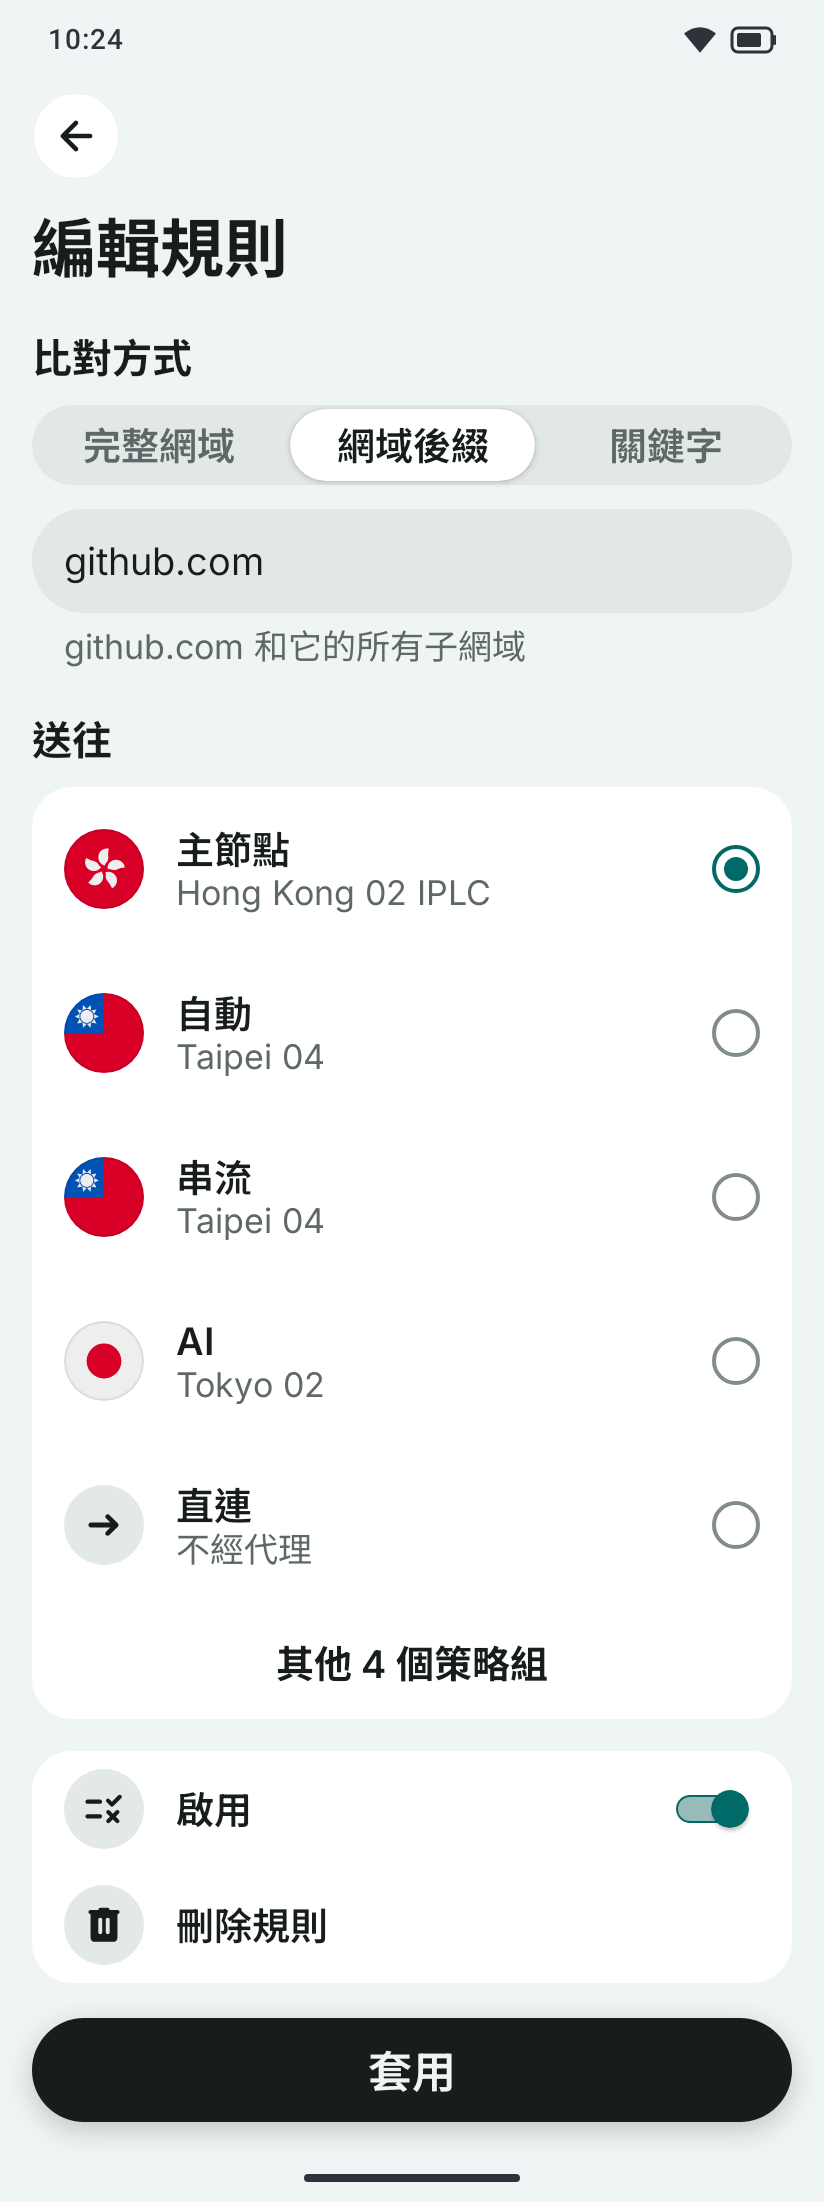 10:24
編輯規則
比對方式
完整網域
網域後綴
關鍵字
github.com
github.com 和它的所有子網域
送往
主節點
Hong Kong 02 IPLC
自動
Taipei 04
串流
Taipei 04
AI
Tokyo 02
直連
不經代理
其他 4 個策略組
啟用
刪除規則
套用